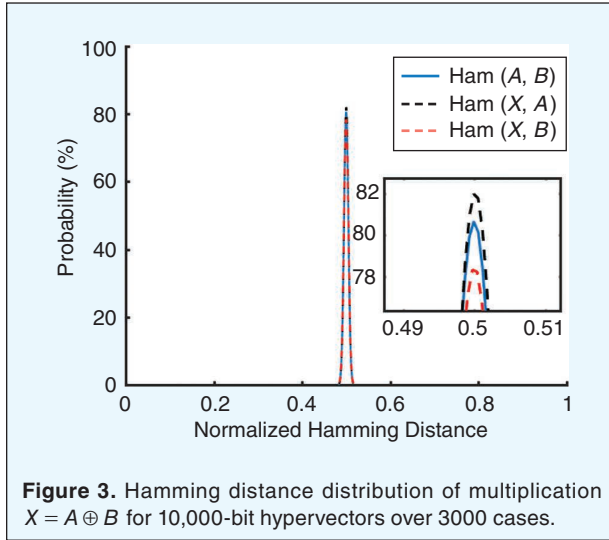 100
80
60
40
20
0
Probability (%)
0 0.2 0.4 0.6 0.8 1
Normalized Hamming Distance
Ham (A, B)
Ham (X, A)
Ham (X, B)
82
80
78
0.49 0.5 0.51
Figure 3. Hamming distance distribution of multiplication
X = A ⊕ B for 10,000-bit hypervectors over 3000 cases.